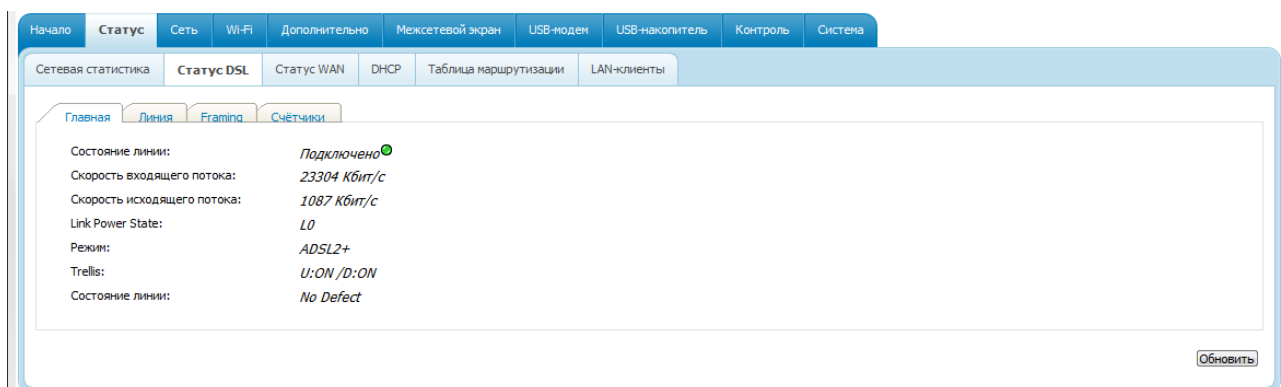 Начало Статус Сеть Wi-Fi Дополнительно Межсетевой экран USB-модем USB-накопитель Контроль Система
Сетевая статистика Статус DSL Статус WAN DHCP Таблица маршрутизации LAN-клиенты
Главная Линия Framing Счётчики
Состояние линии: Подключено
Скорость входящего потока: 23304 Кбит/с
Скорость исходящего потока: 1087 Кбит/с
Link Power State: L0
Режим: ADSL2+
Trellis: U:ON /D:ON
Состояние линии: No Defect
Обновить